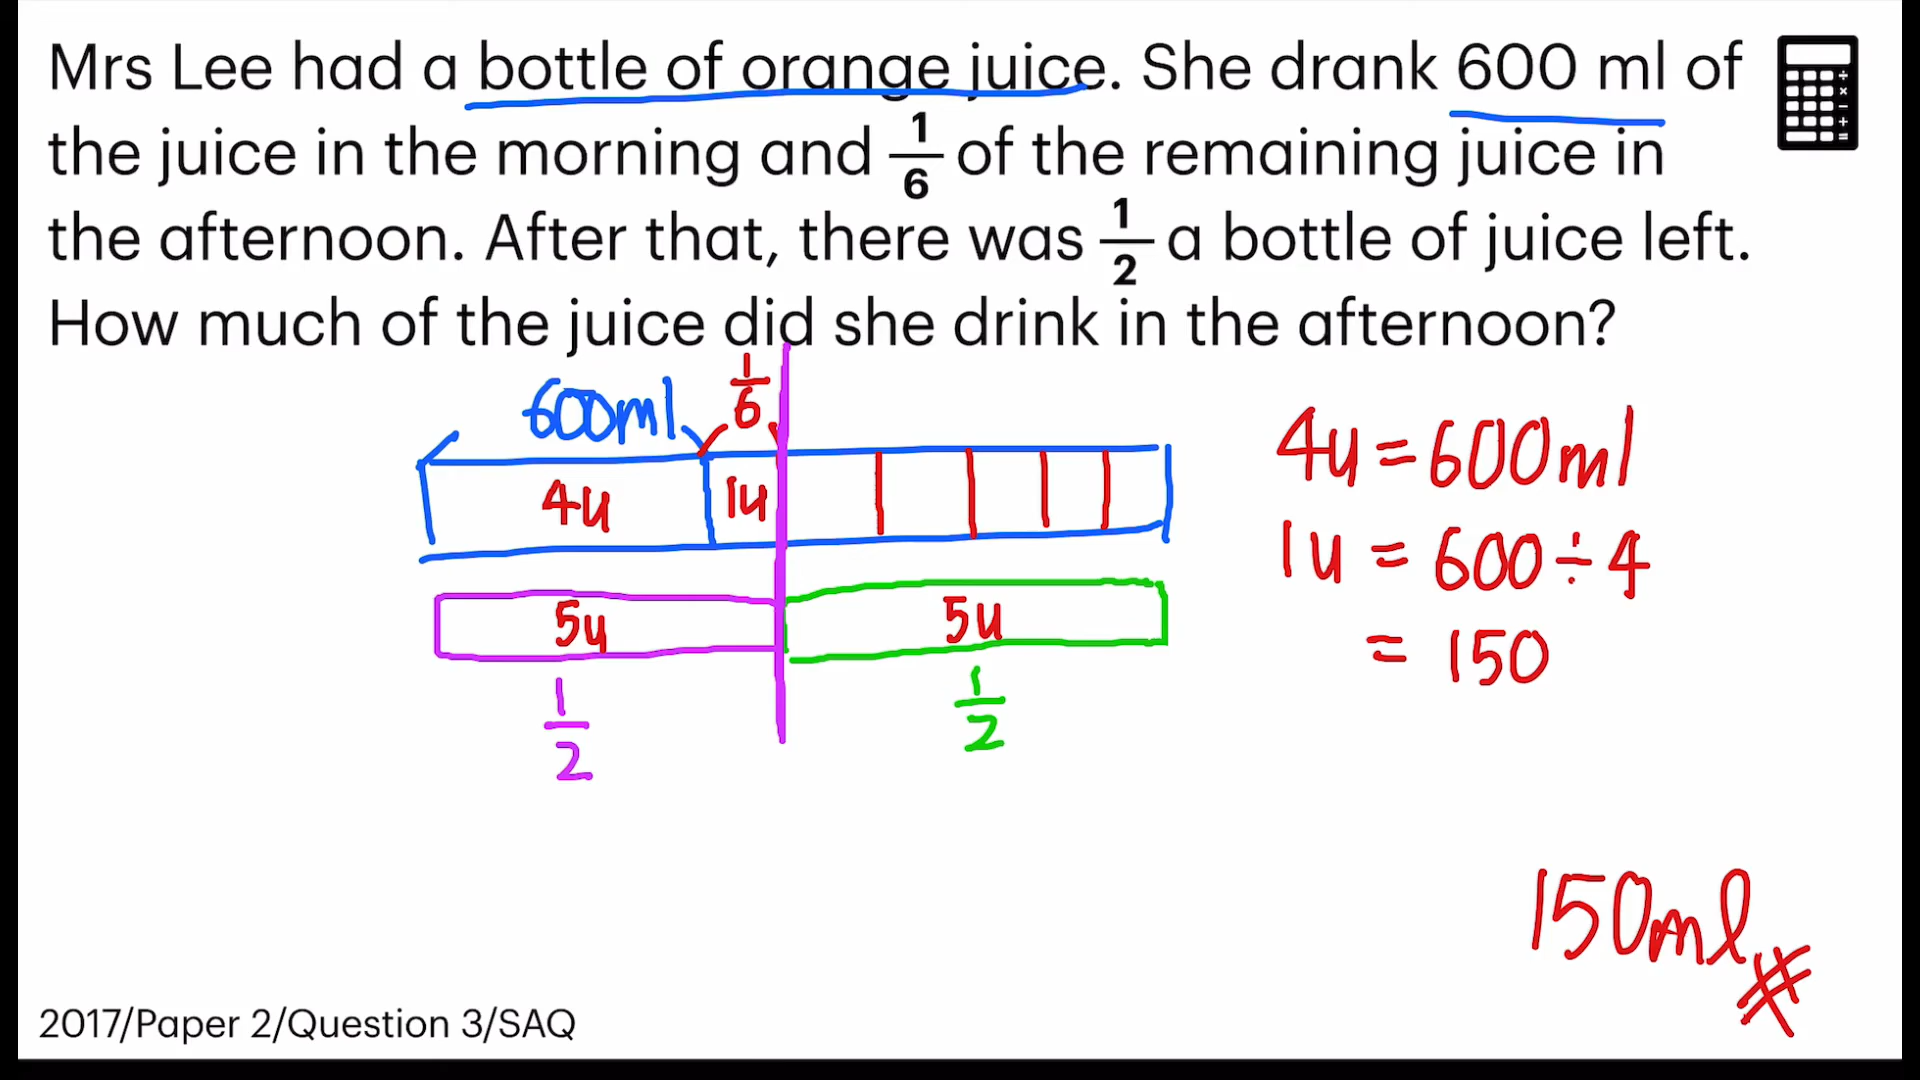 Mrs Lee had a bottle of orange juice. She drank 600 ml of
the juice in the morning and 1/6 of the remaining juice in
the afternoon. After that, there was 1/2 a bottle of juice left.
How much of the juice did she drink in the afternoon?
600ml 1/6
4u 1u
5u 5u
1/2 1/2
4u = 600ml
1u = 600 ÷ 4
= 150
150ml
2017/Paper 2/Question 3/SAQ